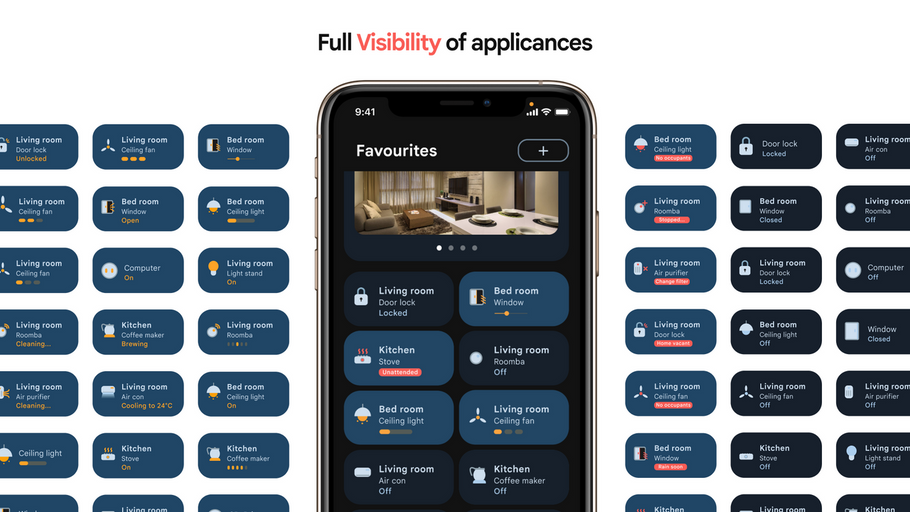 Full Visibility of applicances
9:41
Favourites
+
Living room
Door lock
Locked
Bed room
Window
Kitchen
Stove
Unattended
Living room
Roomba
Off
Bed room
Ceiling light
Living room
Ceiling fan
Living room
Air con
Off
Kitchen
Coffee maker
Off
Living room
Door lock
Unlocked
Living room
Ceiling fan
Bed room
Window
Living room
Ceiling fan
Bed room
Window
Open
Bed room
Ceiling light
Living room
Ceiling fan
Computer
On
Living room
Light stand
On
Living room
Roomba
Cleaning...
Kitchen
Coffee maker
Brewing
Living room
Roomba
Living room
Air purifier
Cleaning...
Living room
Air con
Cooling to 24°C
Bed room
Ceiling light
On
Ceiling light
Kitchen
Stove
On
Kitchen
Coffee maker
Living room
Living room
Bed room
Ceiling light
No occupants
Door lock
Locked
Living room
Air con
Off
Living room
Roomba
Stopped...
Bed room
Window
Closed
Living room
Roomba
Off
Living room
Air purifier
Change filter
Living room
Door lock
Locked
Computer
Off
Living room
Door lock
Home vacant
Bed room
Ceiling light
Off
Window
Closed
Living room
Ceiling fan
No occupants
Living room
Ceiling fan
Off
Living room
Air purifier
Off
Bed room
Window
Rain soon
Kitchen
Stove
Off
Living room
Light stand
Off
Kitchen
Living room
Kitchen